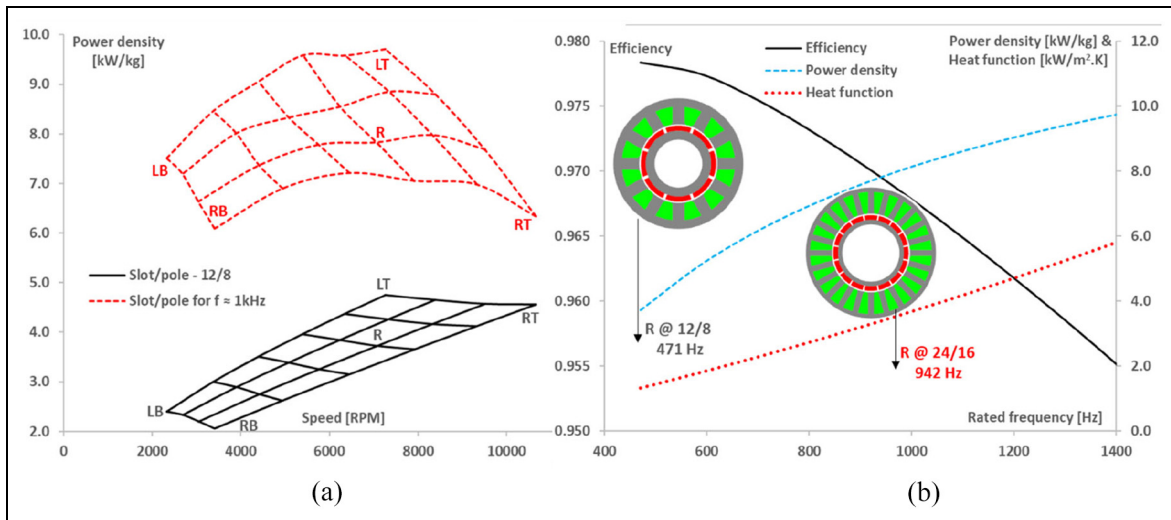 Power density
[kW/kg]
10.0
9.0
8.0
7.0
6.0
5.0
4.0
3.0
2.0
LT
R
LB
RB
RT
Slot/pole - 12/8
Slot/pole for f ≈ 1kHz
LT
R
RT
LB
RB
Speed [RPM]
0 2000 4000 6000 8000 10000
(a)
0.980
0.975
0.970
0.965
0.960
0.955
0.950
Efficiency
Efficiency
Power density
Heat function
Power density [kW/kg] &
Heat function [kW/m².K]
12.0
10.0
8.0
6.0
4.0
2.0
0.0
R @ 12/8
471 Hz
R @ 24/16
942 Hz
Rated frequency [Hz]
400 600 800 1000 1200 1400
(b)